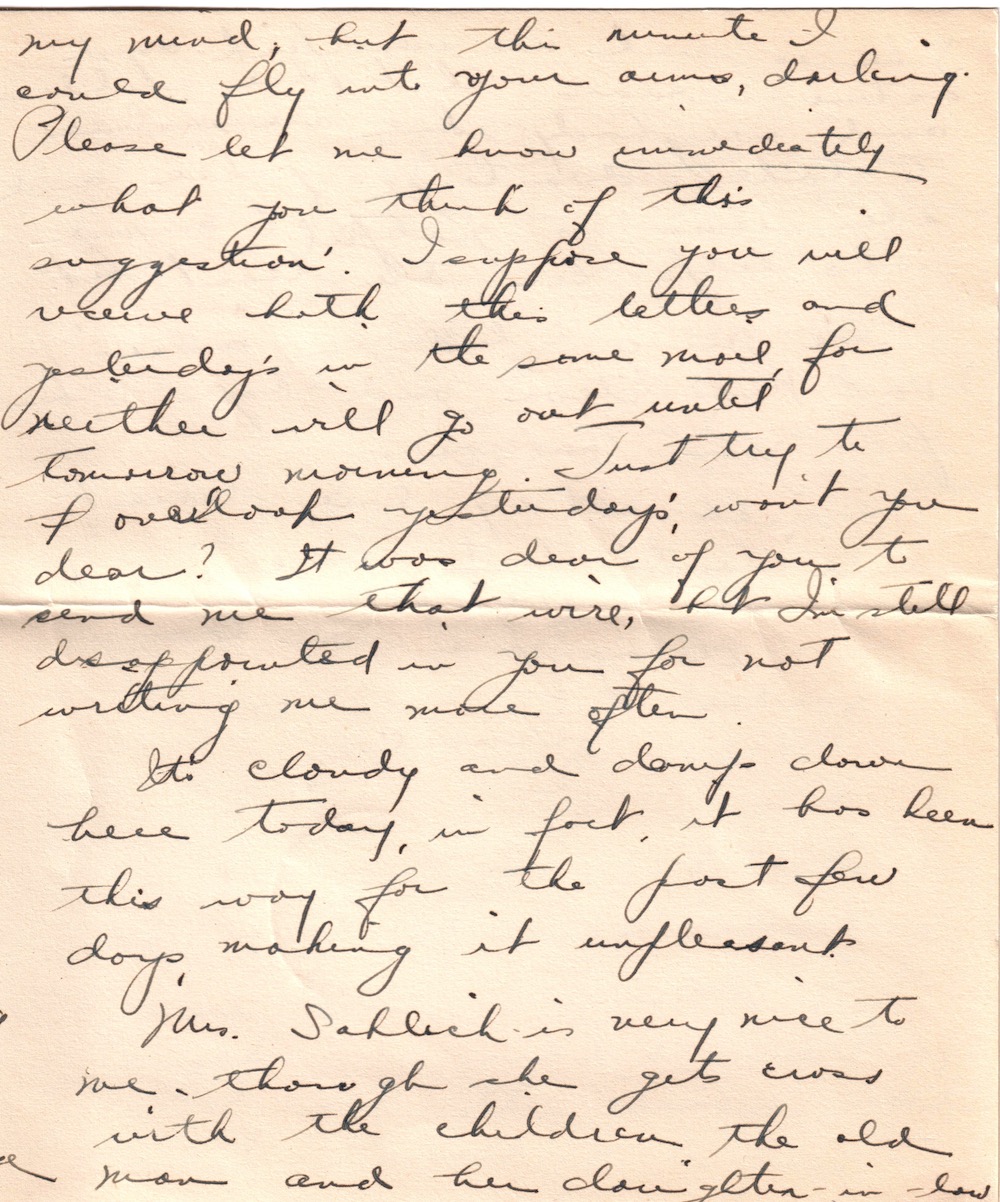 my mind, but this minute I
could fly into your arms, darling.
Please let me know immediately
what you think of this
suggestion. I suppose you will
receive both this letter and
yesterday's in the same mail, for
neither will go out until
tomorrow morning. Just try to
overlook yesterday's, won't you
dear? It was dear of you to
send me that wire, but I'm still
disappointed in you for not
writing me more often.
Its cloudy and damp down
here today, in fact, it has been
this way for the past few
days, making it unpleasant.
Mrs. Sahlich is very nice to
me - though she gets cross
with the children the old
man and her daughter-in-law